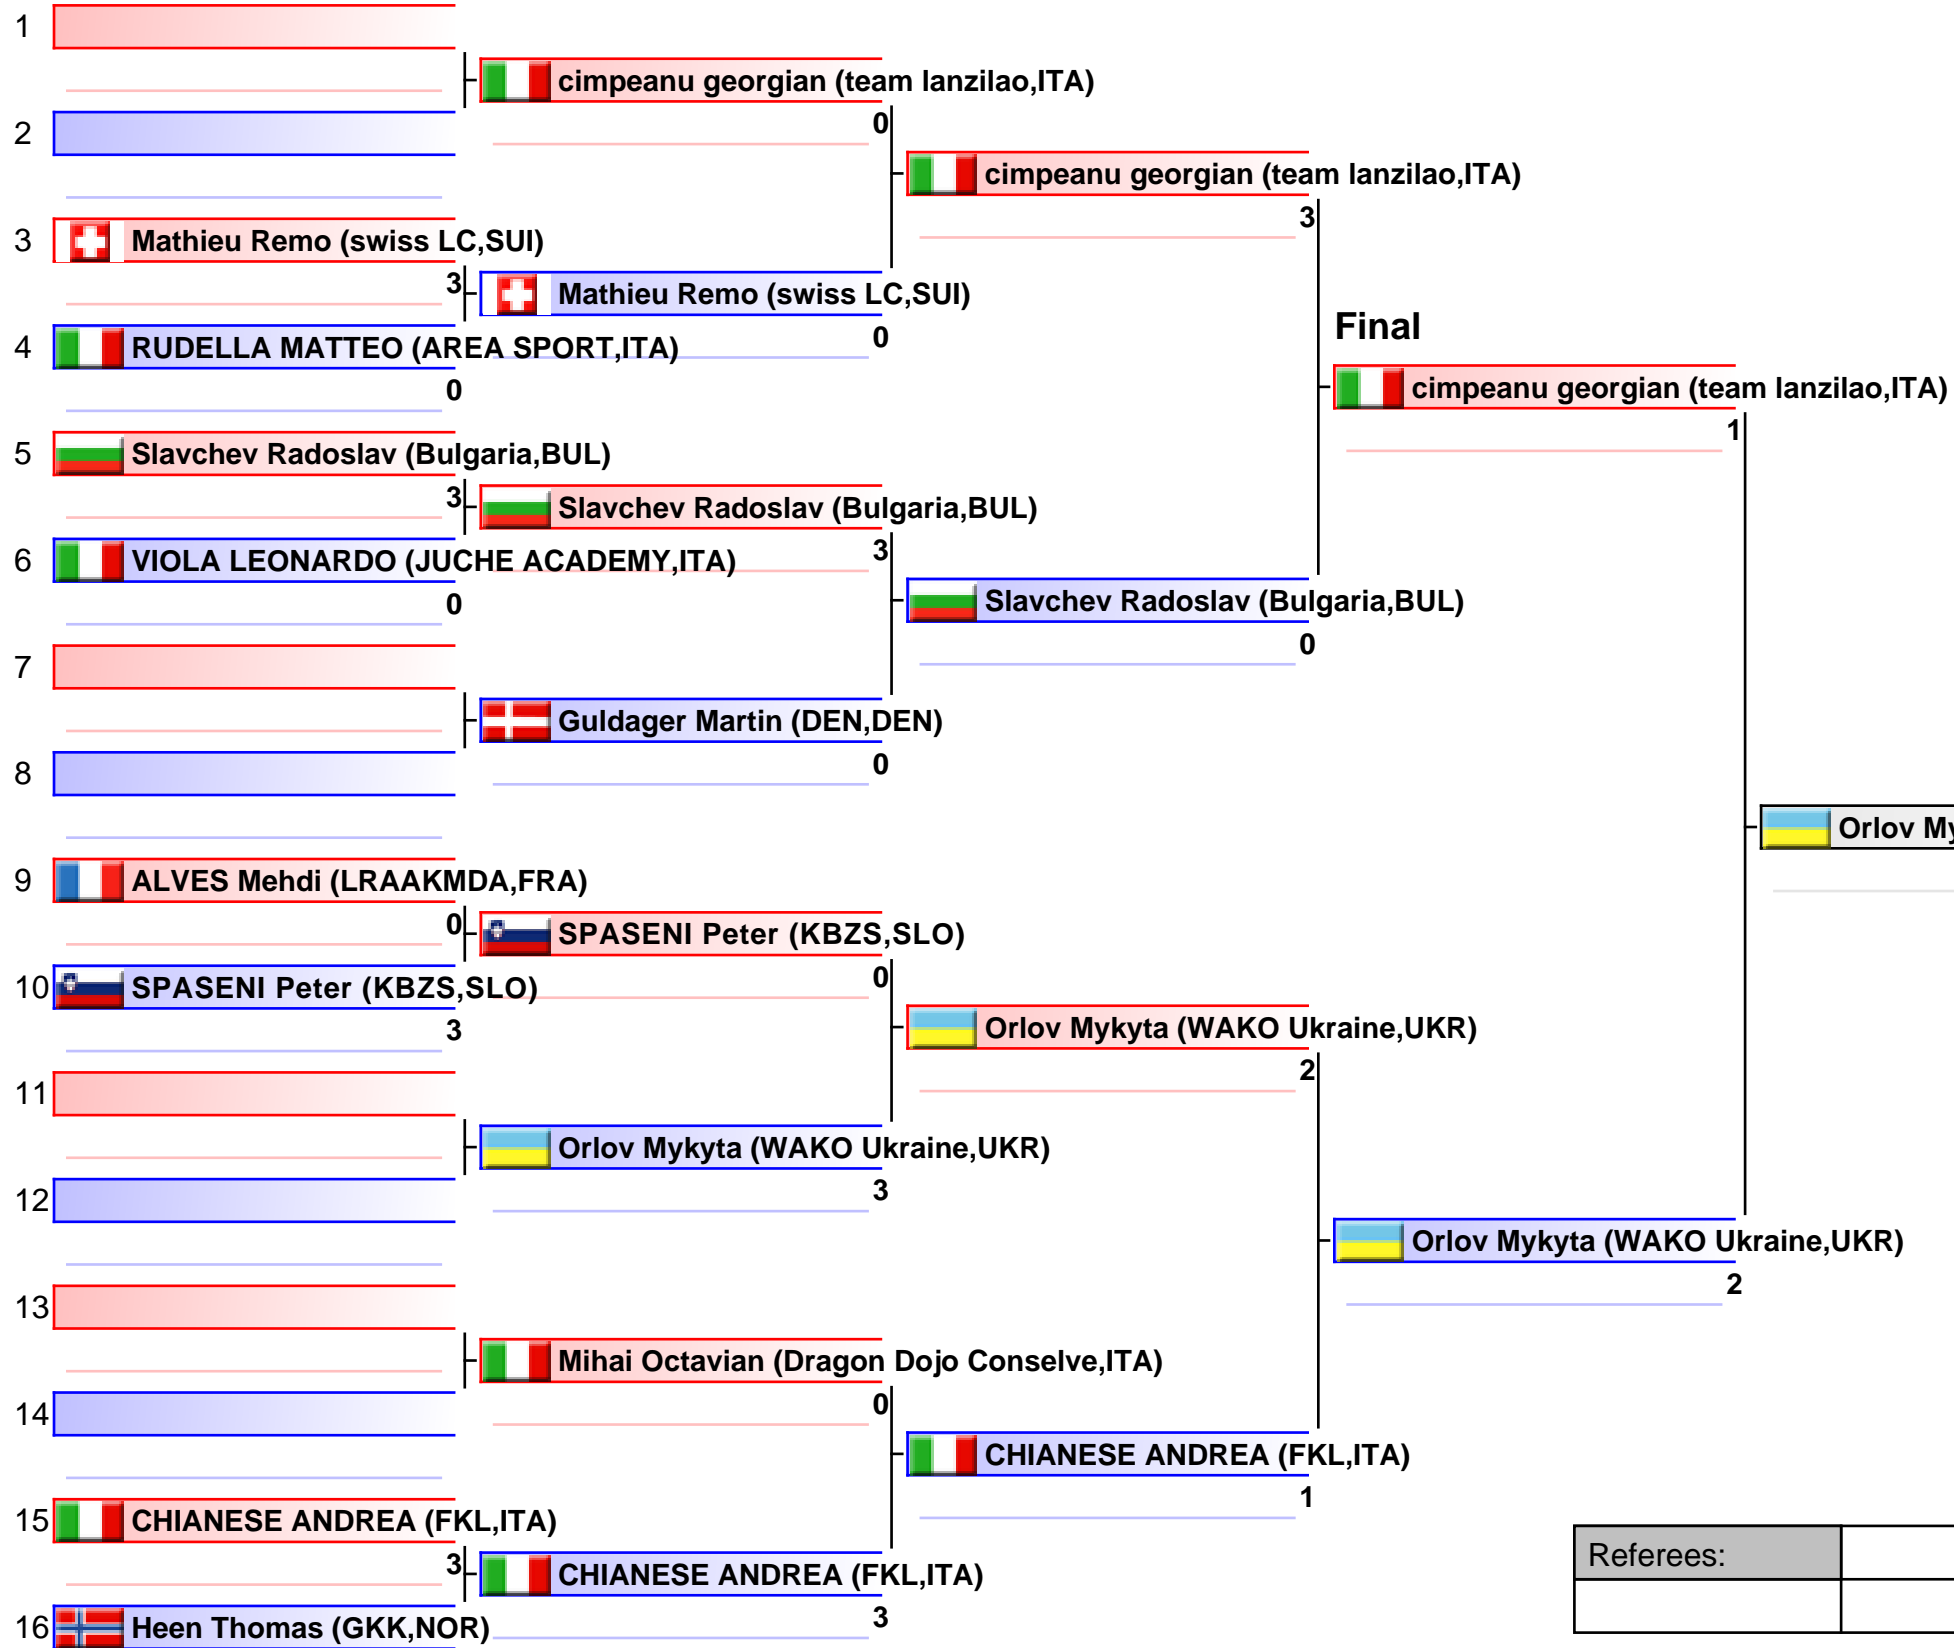 1
cimpeanu georgian (team lanzilao,ITA)
0
2
cimpeanu georgian (team lanzilao,ITA)
3
3 Mathieu Remo (swiss LC,SUI)
3
Mathieu Remo (swiss LC,SUI)
0
4 RUDELLA MATTEO (AREA SPORT,ITA)
0
Final
cimpeanu georgian (team lanzilao,ITA)
1
5 Slavchev Radoslav (Bulgaria,BUL)
3
Slavchev Radoslav (Bulgaria,BUL)
3
6 VIOLA LEONARDO (JUCHE ACADEMY,ITA)
0
Slavchev Radoslav (Bulgaria,BUL)
0
7
Guldager Martin (DEN,DEN)
0
8
Orlov My
9 ALVES Mehdi (LRAAKMDA,FRA)
0
SPASENI Peter (KBZS,SLO)
0
10 SPASENI Peter (KBZS,SLO)
3
Orlov Mykyta (WAKO Ukraine,UKR)
2
11
Orlov Mykyta (WAKO Ukraine,UKR)
3
12
Orlov Mykyta (WAKO Ukraine,UKR)
2
13
Mihai Octavian (Dragon Dojo Conselve,ITA)
0
14
CHIANESE ANDREA (FKL,ITA)
1
15 CHIANESE ANDREA (FKL,ITA)
3
CHIANESE ANDREA (FKL,ITA)
3
16 Heen Thomas (GKK,NOR)
Referees: